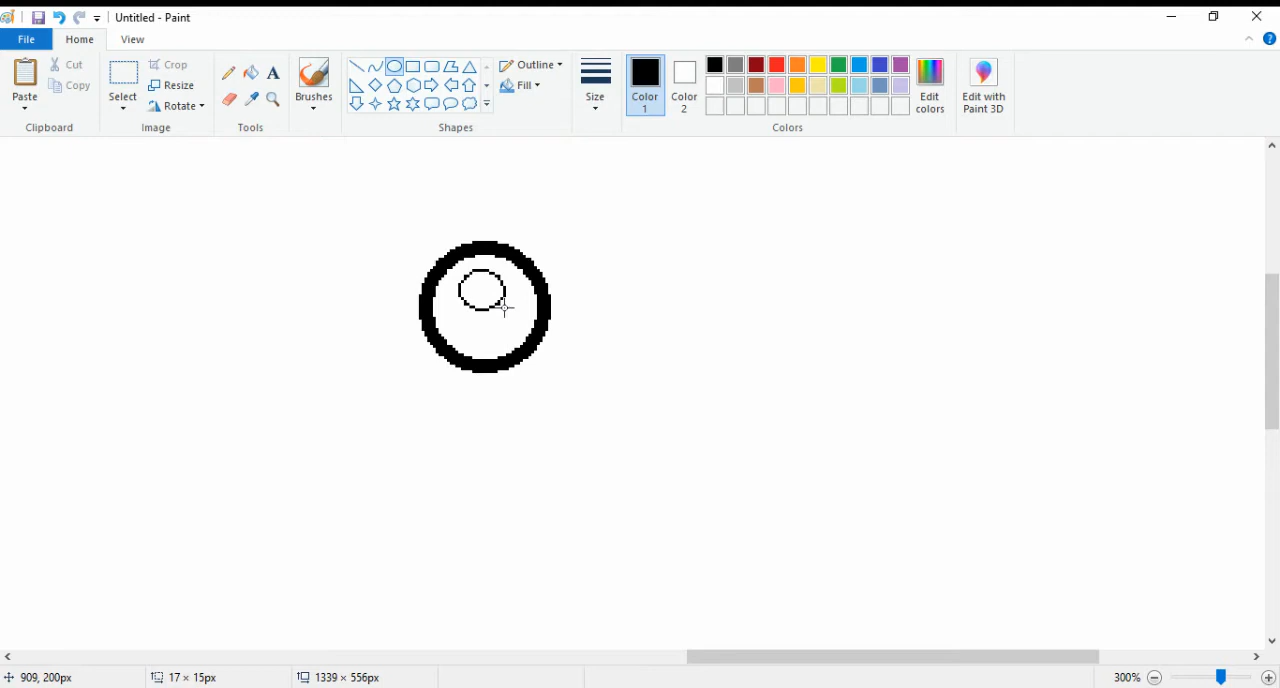 Untitled - Paint
File Home View
Paste
Cut
Copy
Clipboard
Select
Crop
Resize
Rotate
Image
A
Tools
Brushes
Outline
Fill
Shapes
Size
Color 1
Color 2
Edit colors
Colors
Edit with Paint 3D
909, 200px 17 × 15px 1339 × 556px 300%